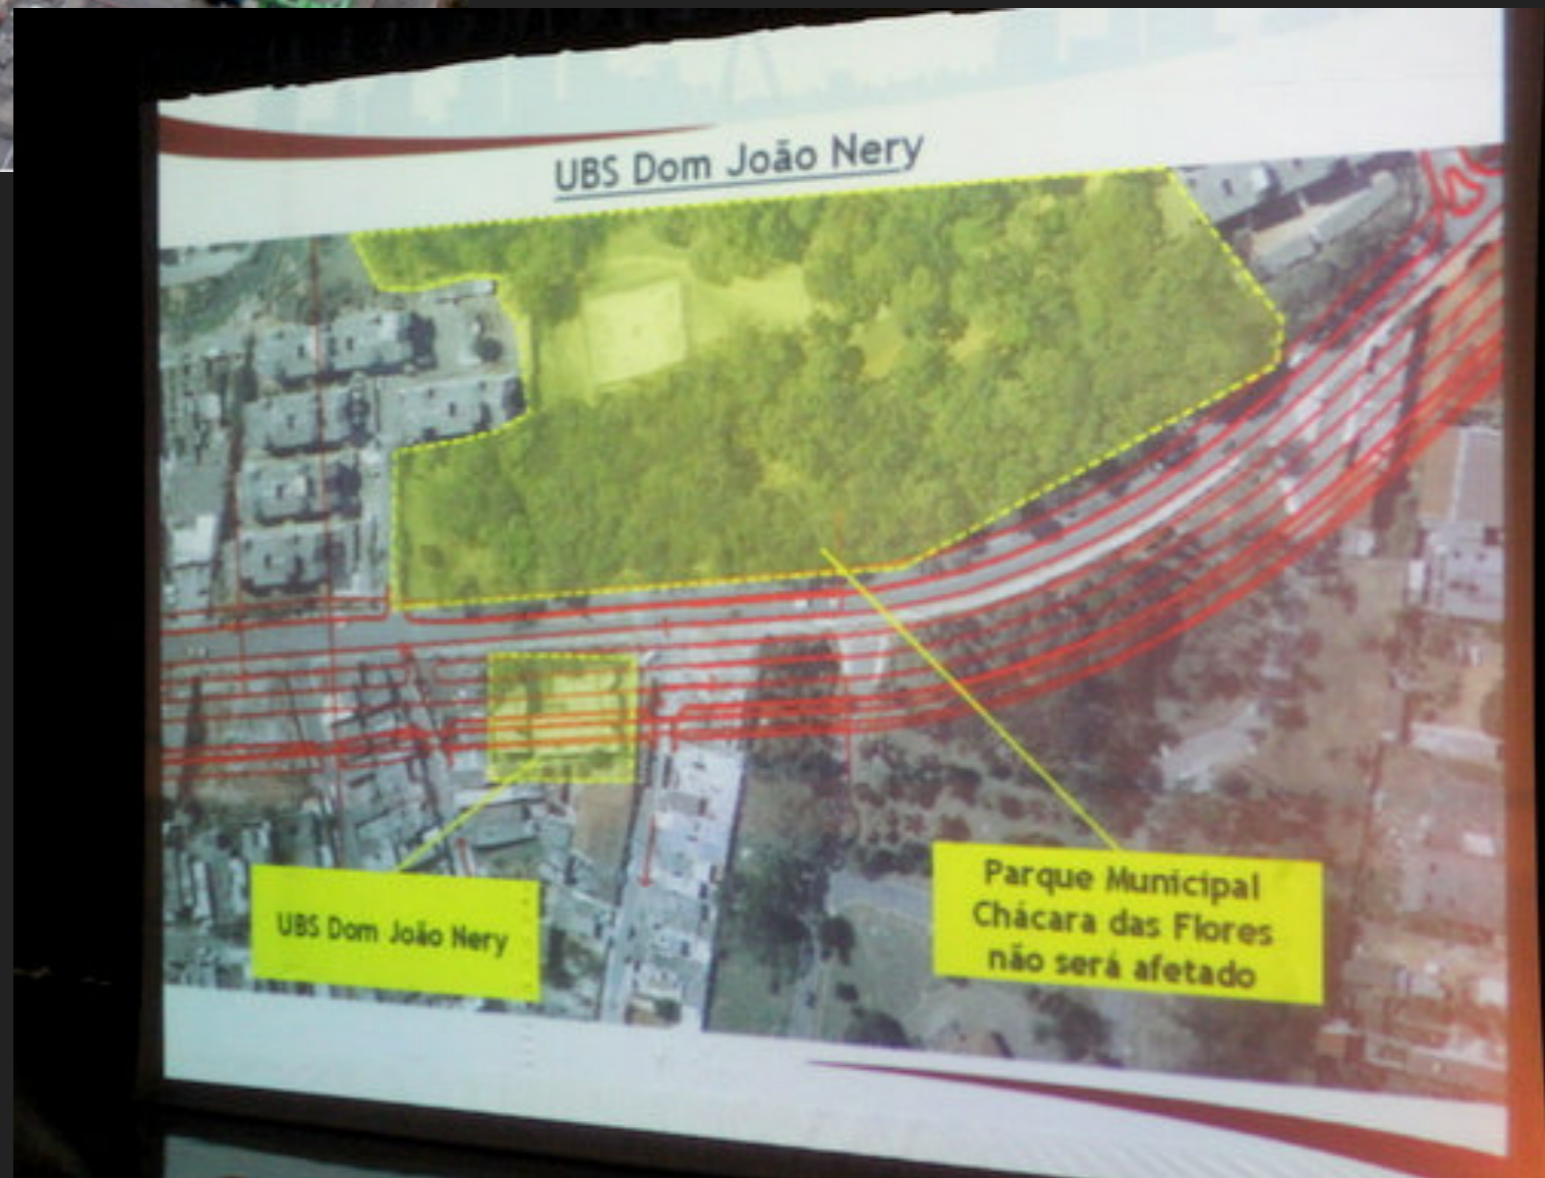 UBS Dom João Nery
UBS Dom João Nery
Parque Municipal
Chácara das Flores
não será afetado